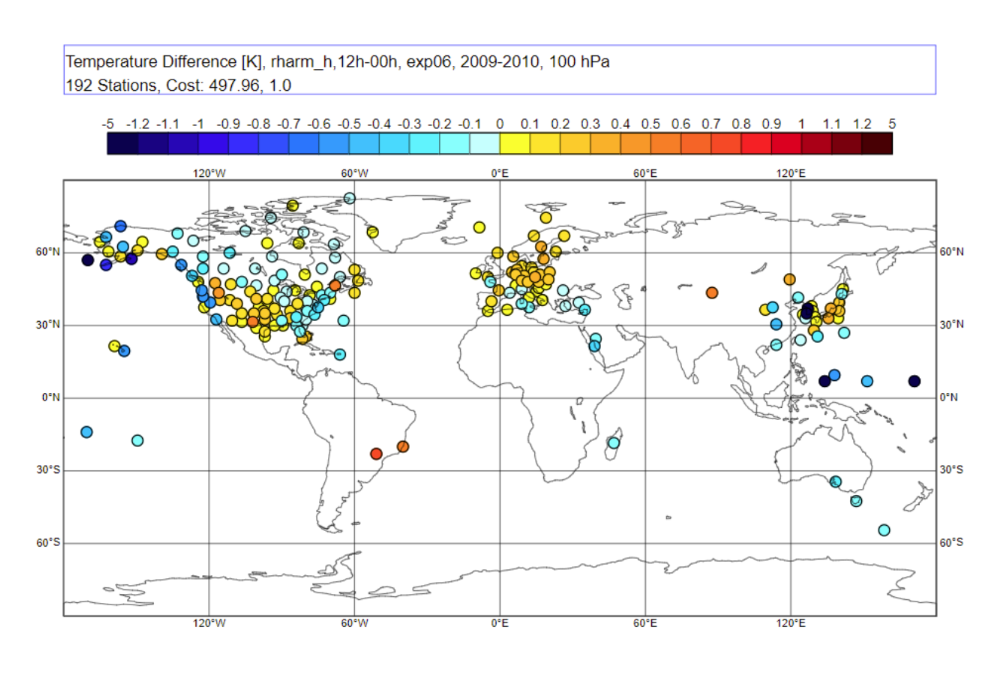 Temperature Difference [K], rharm_h,12h-00h, exp06, 2009-2010, 100 hPa
192 Stations, Cost: 497.96, 1.0
-5 -1.2 -1.1 -1 -0.9 -0.8 -0.7 -0.6 -0.5 -0.4 -0.3 -0.2 -0.1 0 0.1 0.2 0.3 0.4 0.5 0.6 0.7 0.8 0.9 1 1.1 1.2 5
120°W 60°W 0°E 60°E 120°E
60°N 60°N
30°N 30°N
0°N 0°N
30°S 30°S
60°S 60°S
120°W 60°W 0°E 60°E 120°E